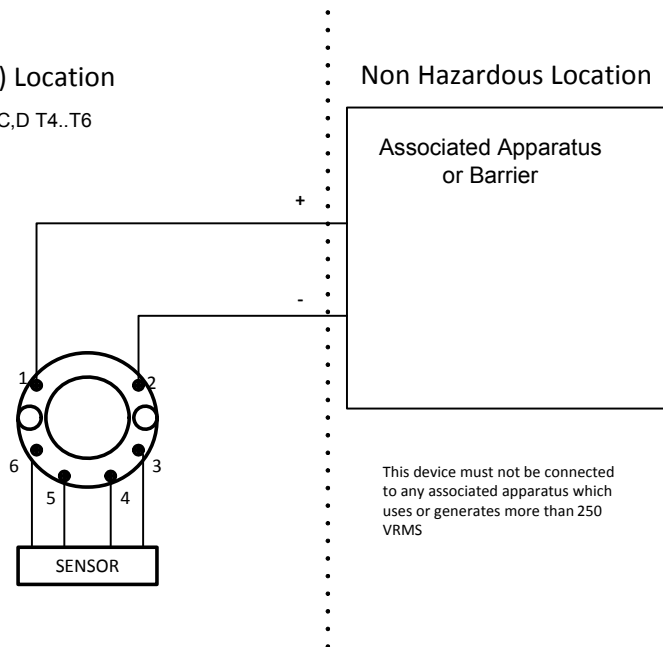 ) Location
Non Hazardous Location
C,D T4..T6
Associated Apparatus
or Barrier
+
-
1
2
6
3
5
4
SENSOR
This device must not be connected
to any associated apparatus which
uses or generates more than 250
VRMS